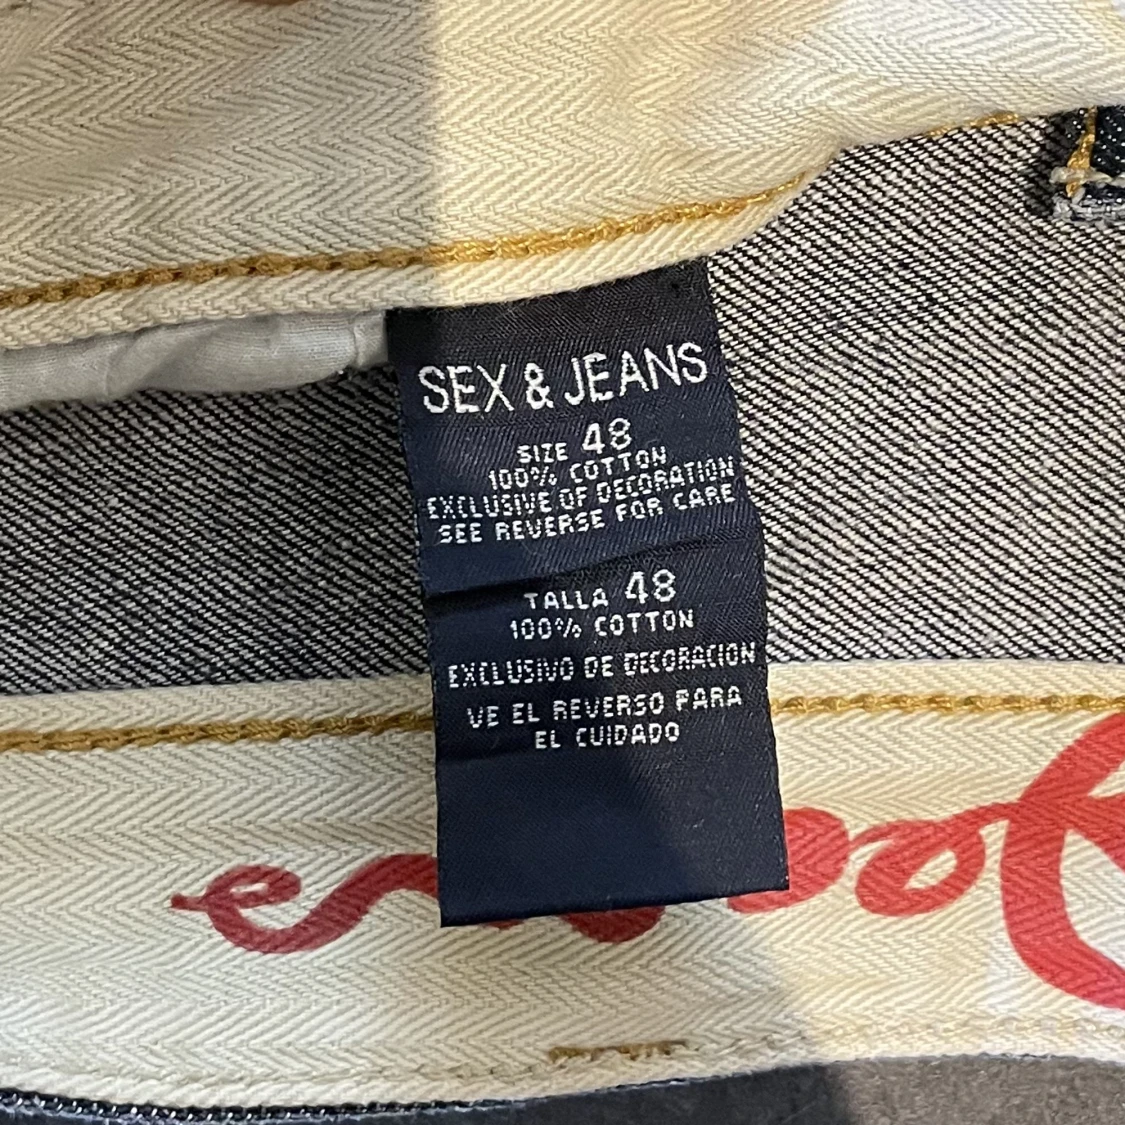 SEX & JEANS
SIZE 48
100% COTTON
EXCLUSIVE OF DECORATION
SEE REVERSE FOR CARE
TALLA 48
100% COTTON
EXCLUSIVO DE DECORACION
VE EL REVERSO PARA
EL CUIDADO